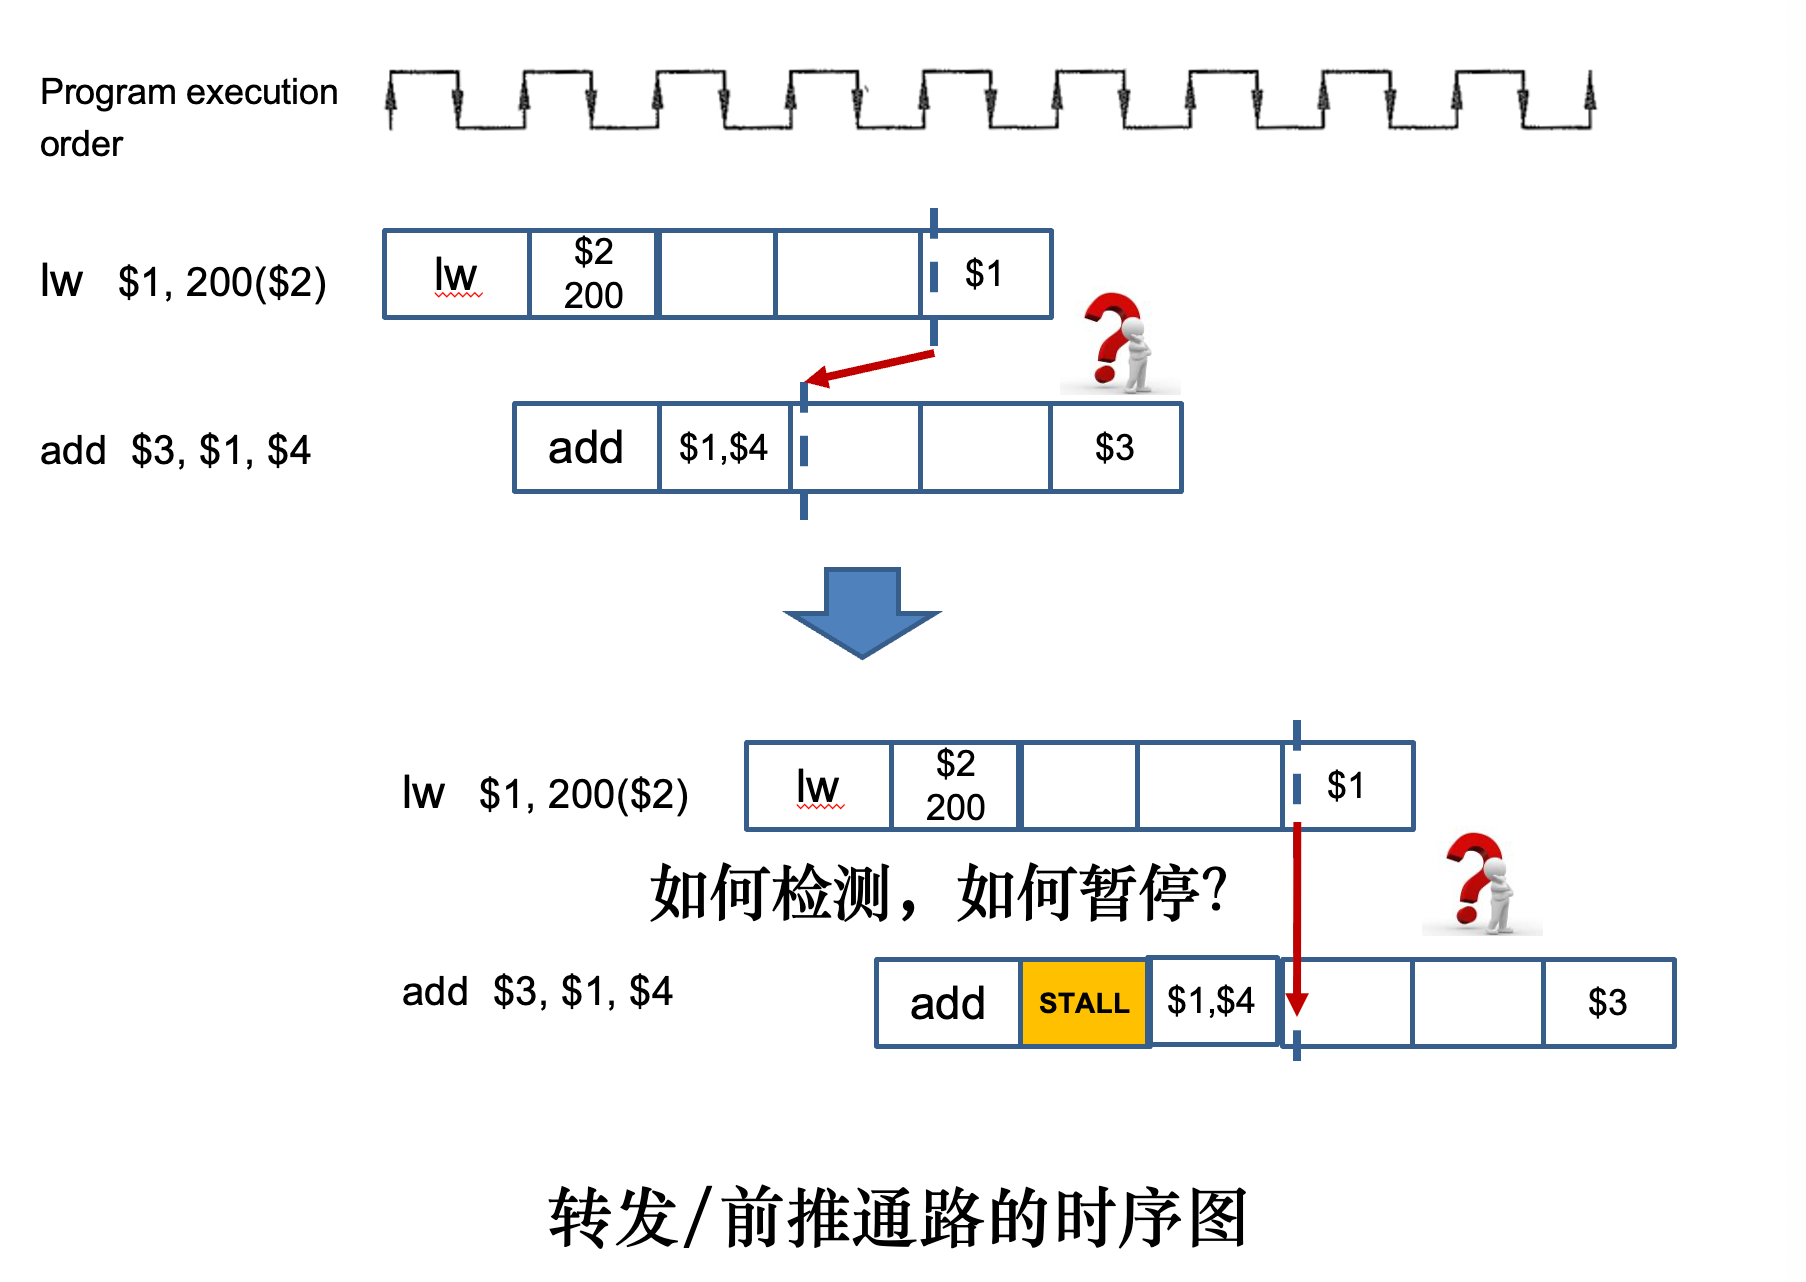 Program execution
order
lw $1, 200($2)
lw
$2
200
$1
add $3, $1, $4
add
$1,$4
$3
lw $1, 200($2)
lw
$2
200
$1
如何检测，如何暂停？
add $3, $1, $4
add
STALL
$1,$4
$3
转发/前推通路的时序图